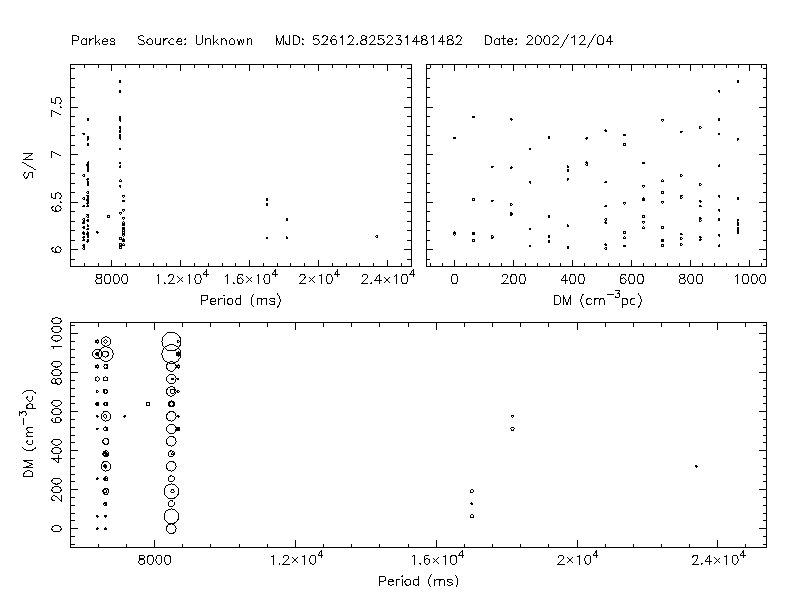 Parkes Source: Unknown MJD: 52612.825231481482 Date: 2002/12/04
S/N
7.5
7
6.5
6
8000 1.2×10⁴ 1.6×10⁴ 2×10⁴ 2.4×10⁴
Period (ms)
0 200 400 600 800 1000
DM (cm⁻³pc)
DM (cm⁻³pc)
1000
800
600
400
200
0
8000 1.2×10⁴ 1.6×10⁴ 2×10⁴ 2.4×10⁴
Period (ms)